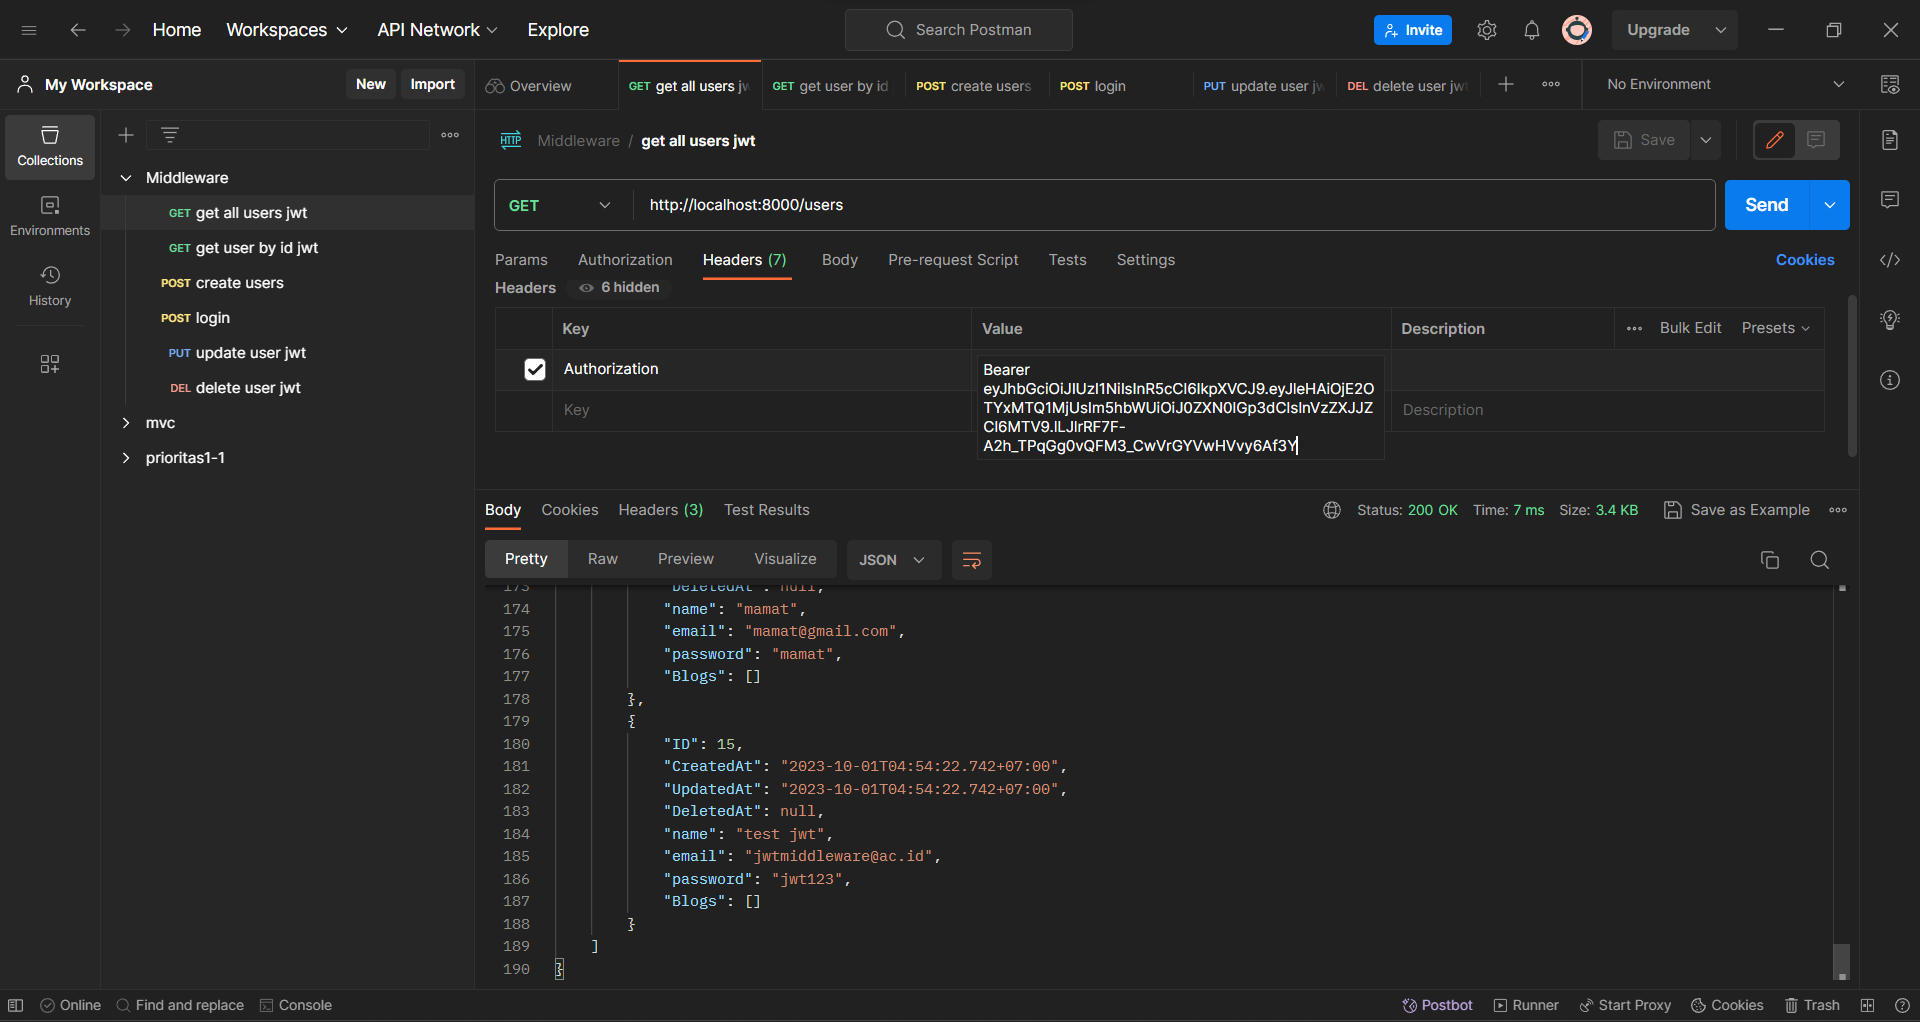 Home
Workspaces
API Network
Explore
Search Postman
Invite
Upgrade
My Workspace
New
Import
Overview
GET get all users jw
GET get user by id
POST create users
POST login
PUT update user jw
DEL delete user jwt
No Environment
Collections
Environments
History
Middleware
GET get all users jwt
GET get user by id jwt
POST create users
POST login
PUT update user jwt
DEL delete user jwt
mvc
prioritas1-1
HTTP
Middleware / get all users jwt
Save
GET
http://localhost:8000/users
Send
Params
Authorization
Headers (7)
Body
Pre-request Script
Tests
Settings
Cookies
Headers
6 hidden
Key
Value
Description
Bulk Edit
Presets
Authorization
Bearer
eyJhbGciOiJIUzI1NiIsInR5cCI6IkpXVCJ9.eyJleHAiOjE2O
TYxMTQ1MjUsIm5hbWUiOiJ0ZXN0IGp3dCIsInVzZXJJZ
CI6MTV9.ILJIrRF7F-
A2h_TPqGg0vQFM3_CwVrGYVwHVvy6Af3Y
Key
Description
Body
Cookies
Headers (3)
Test Results
Status: 200 OK
Time: 7 ms
Size: 3.4 KB
Save as Example
Pretty
Raw
Preview
Visualize
JSON
173 "DeletedAt": null,
174 "name": "mamat",
175 "email": "mamat@gmail.com",
176 "password": "mamat",
177 "Blogs": []
178 },
179 {
180 "ID": 15,
181 "CreatedAt": "2023-10-01T04:54:22.742+07:00",
182 "UpdatedAt": "2023-10-01T04:54:22.742+07:00",
183 "DeletedAt": null,
184 "name": "test jwt",
185 "email": "jwtmiddleware@ac.id",
186 "password": "jwt123",
187 "Blogs": []
188 }
189 ]
190 }
Online
Find and replace
Console
Postbot
Runner
Start Proxy
Cookies
Trash